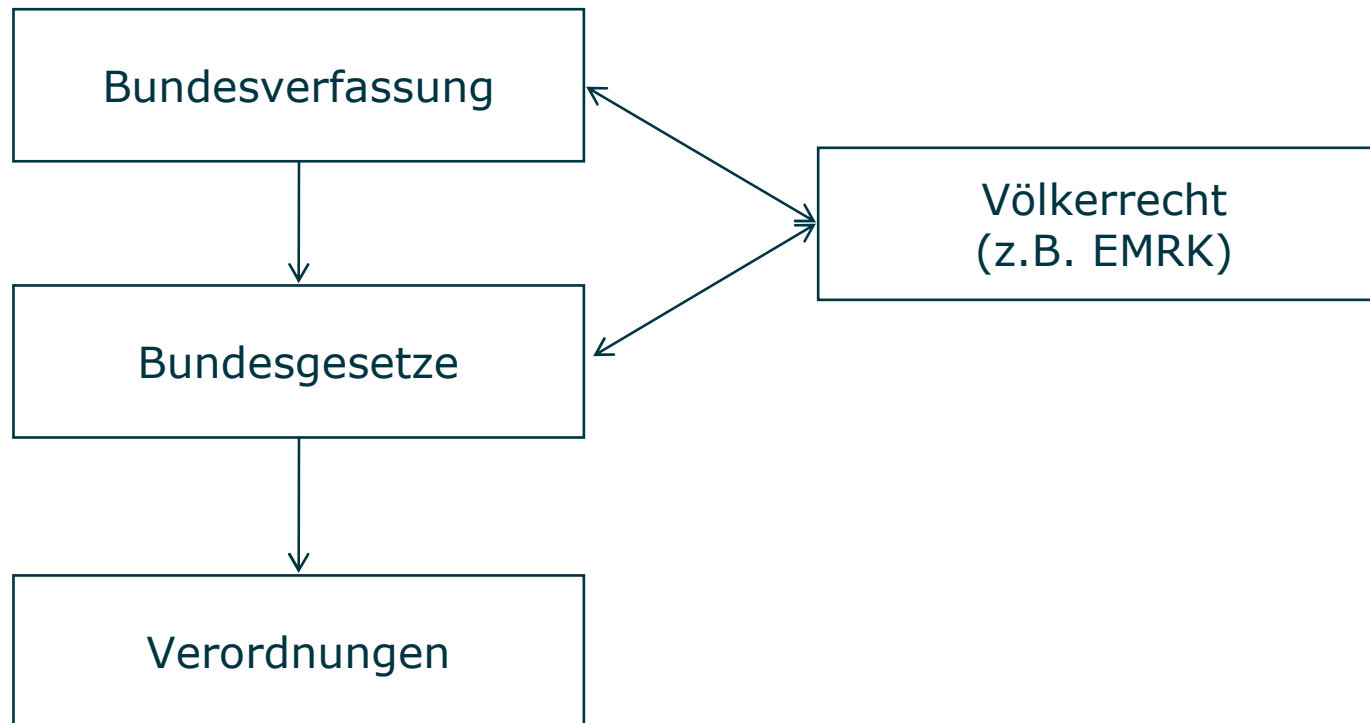 Bundesverfassung
Völkerrecht
(z.B. EMRK)
Bundesgesetze
Verordnungen